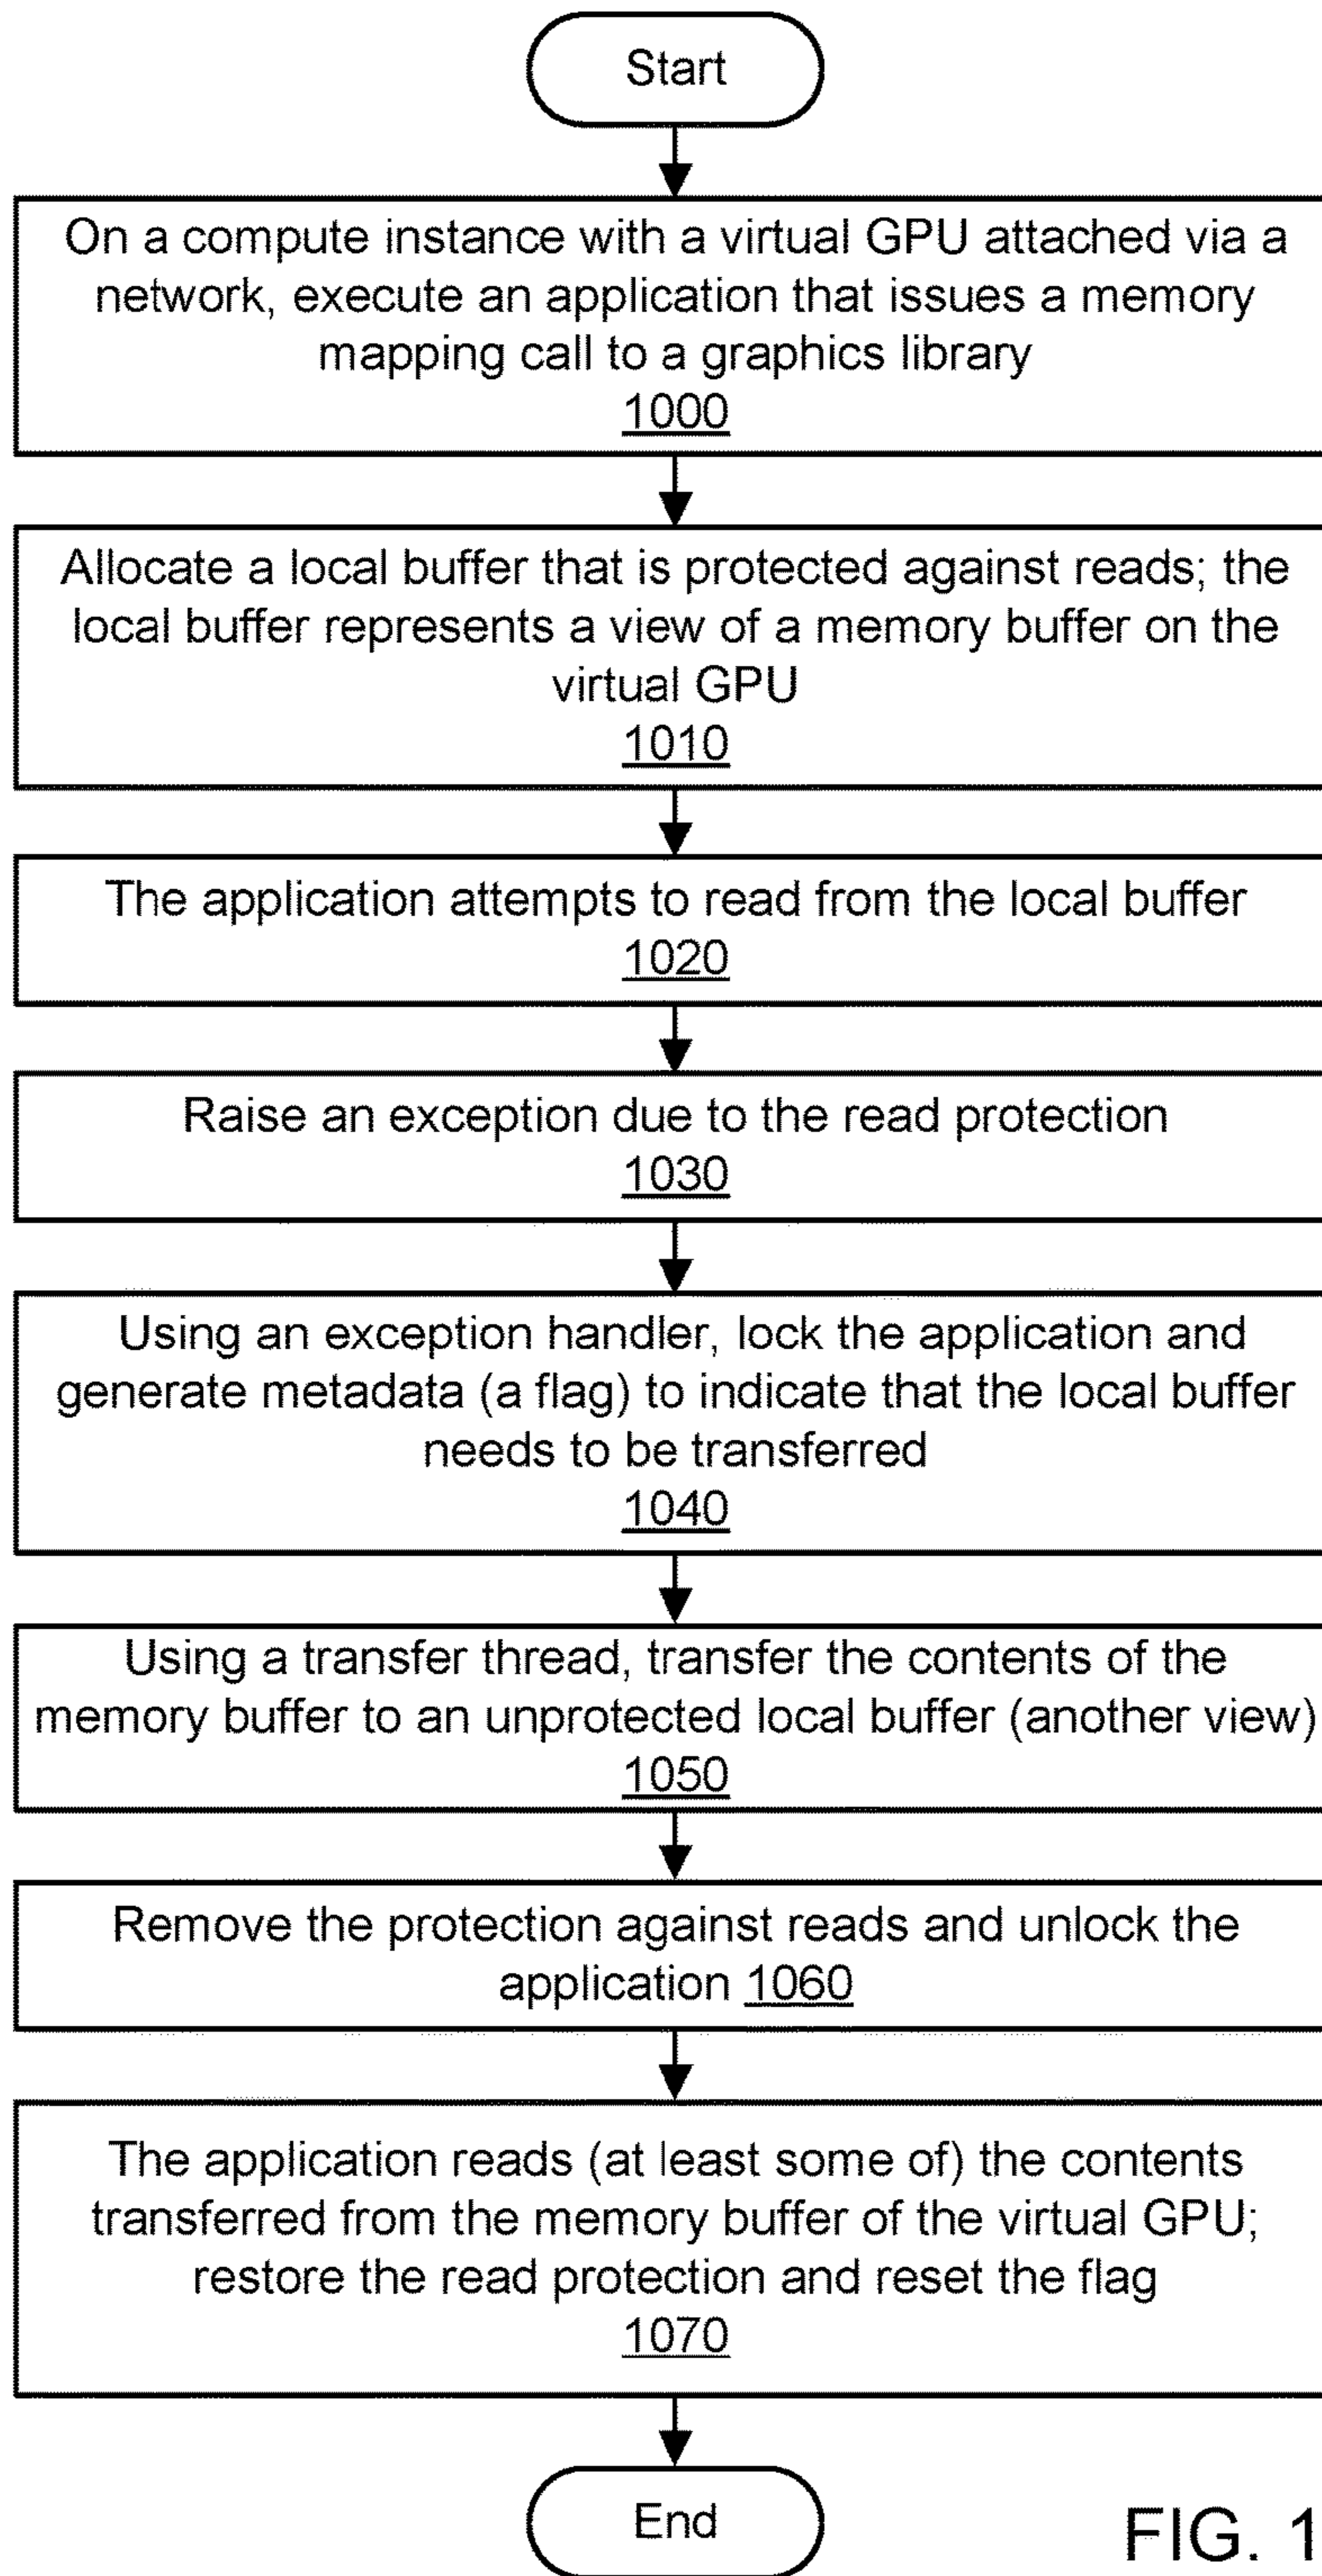 Start
On a compute instance with a virtual GPU attached via a
network, execute an application that issues a memory
mapping call to a graphics library
1000
Allocate a local buffer that is protected against reads; the
local buffer represents a view of a memory buffer on the
virtual GPU
1010
The application attempts to read from the local buffer
1020
Raise an exception due to the read protection
1030
Using an exception handler, lock the application and
generate metadata (a flag) to indicate that the local buffer
needs to be transferred
1040
Using a transfer thread, transfer the contents of the
memory buffer to an unprotected local buffer (another view)
1050
Remove the protection against reads and unlock the
application 1060
The application reads (at least some of) the contents
transferred from the memory buffer of the virtual GPU;
restore the read protection and reset the flag
1070
End
FIG. 1